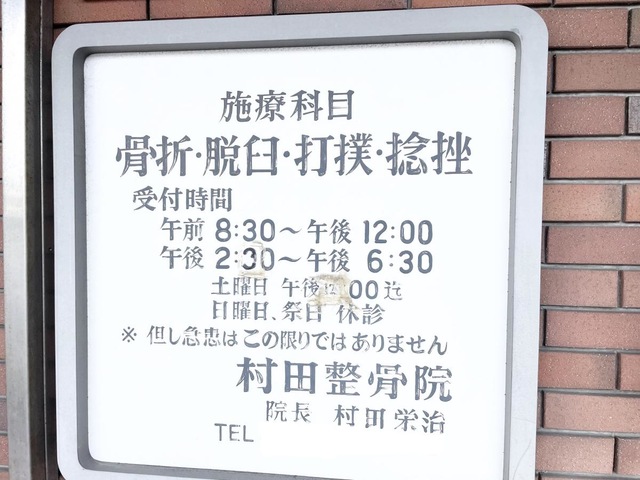 施療科目
骨折・脱臼・打撲・捻挫
受付時間
午前 8:30〜午後 12:00
午後 2:30〜午後 6:30
土曜日 午後 :00迄
日曜日、祭日 休診
※ 但し急患はこの限りではありません
村田整骨院
院長 村田栄治
TEL